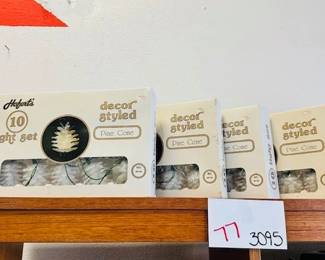 10
ght set
decor
styled
Pine Cone
decor
styled
Pine Cone
decor
styled
Pine Cone
decor
styled
Pine Cone
77 3095